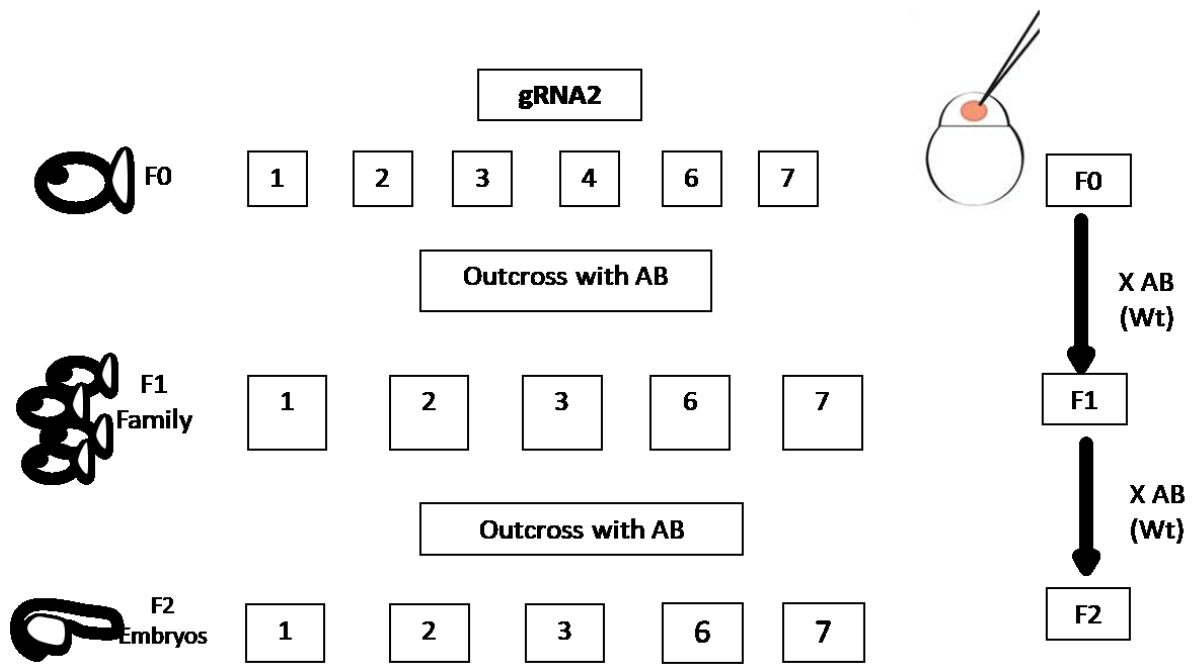 gRNA2
F0
1 2 3 4 6 7
F0
Outcross with AB
X AB
(Wt)
F1
Family
1 2 3 6 7
F1
Outcross with AB
X AB
(Wt)
F2
Embryos
1 2 3 6 7
F2